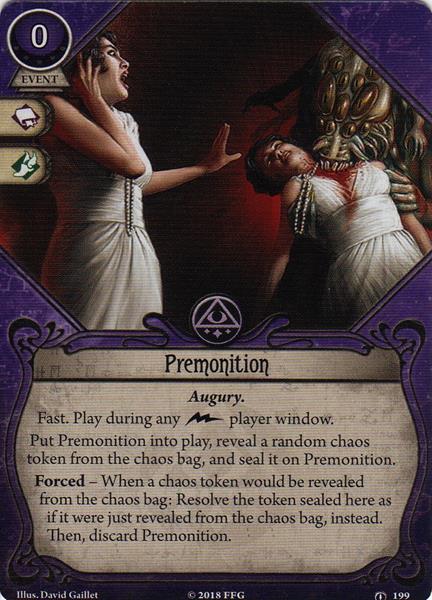 0
EVENT
Premonition
Augury.
Fast. Play during any player window.
Put Premonition into play, reveal a random chaos
token from the chaos bag, and seal it on Premonition.
Forced – When a chaos token would be revealed
from the chaos bag: Resolve the token sealed here as
if it were just revealed from the chaos bag, instead.
Then, discard Premonition.
Illus. David Gaillet © 2018 FFG 199